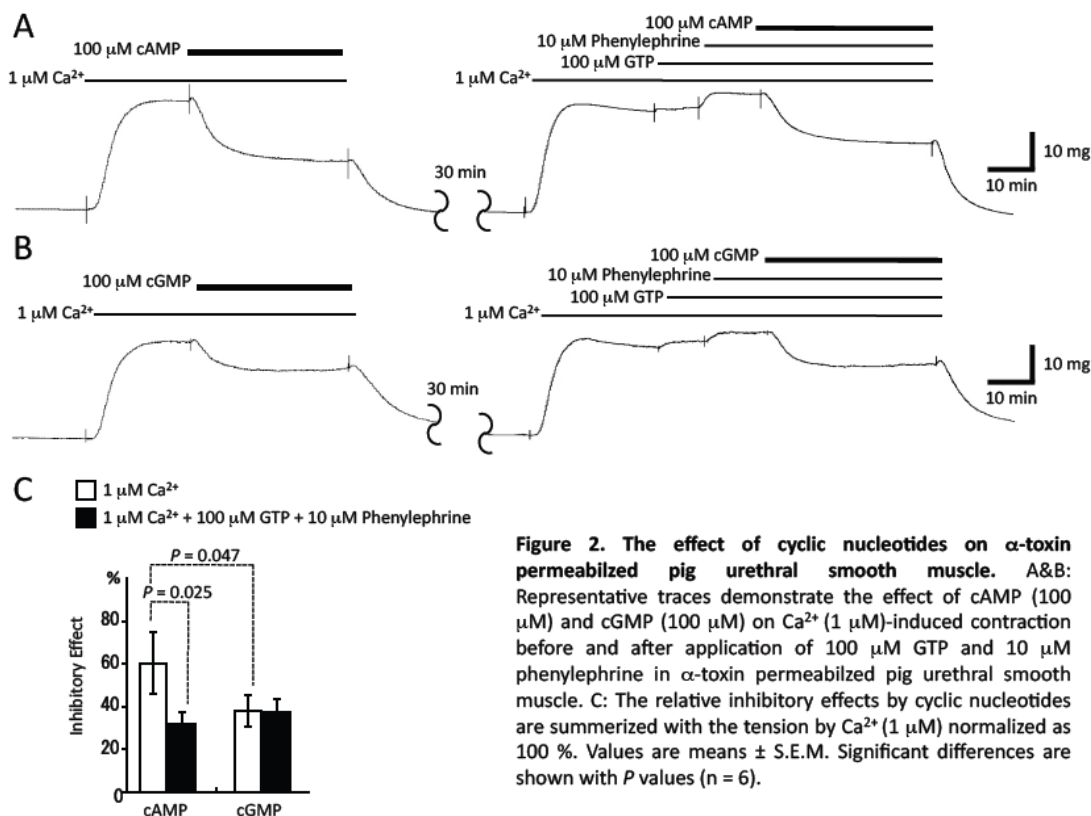 A
100 μM cAMP
1 μM Ca²⁺
30 min
100 μM cAMP
10 μM Phenylephrine
100 μM GTP
1 μM Ca²⁺
10 mg
10 min
B
100 μM cGMP
1 μM Ca²⁺
30 min
100 μM cGMP
10 μM Phenylephrine
100 μM GTP
1 μM Ca²⁺
10 mg
10 min
C
1 μM Ca²⁺
1 μM Ca²⁺ + 100 μM GTP + 10 μM Phenylephrine
P = 0.047
P = 0.025
%
80
60
40
20
0
Inhibitory Effect
cAMP cGMP
Figure 2. The effect of cyclic nucleotides on α-toxin
permeabilzed pig urethral smooth muscle. A&B:
Representative traces demonstrate the effect of cAMP (100
μM) and cGMP (100 μM) on Ca²⁺ (1 μM)-induced contraction
before and after application of 100 μM GTP and 10 μM
phenylephrine in α-toxin permeabilzed pig urethral smooth
muscle. C: The relative inhibitory effects by cyclic nucleotides
are summerized with the tension by Ca²⁺ (1 μM) normalized as
100 %. Values are means ± S.E.M. Significant differences are
shown with P values (n = 6).